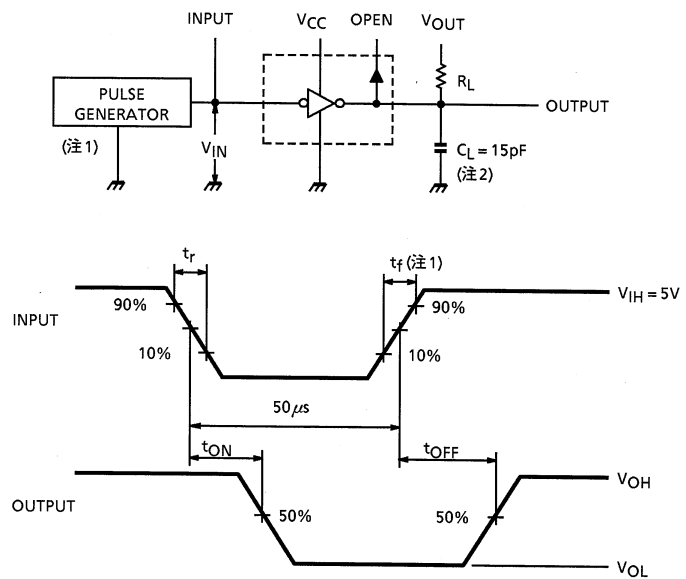 INPUT
VCC
OPEN
VOUT
PULSE
GENERATOR
(注1)
VIN
RL
OUTPUT
CL = 15pF
(注2)
tr
tf (注1)
90%
90%
VIH = 5V
INPUT
10%
10%
50μs
tON
tOFF
VOH
OUTPUT
50%
50%
VOL